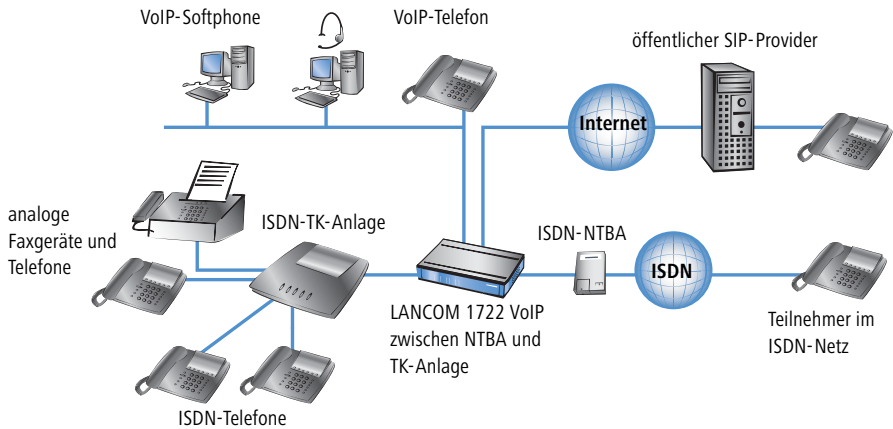 VoIP-Softphone
VoIP-Telefon
öffentlicher SIP-Provider
Internet
analoge
Faxgeräte und
Telefone
ISDN-TK-Anlage
ISDN-NTBA
ISDN
LANCOM 1722 VoIP
zwischen NTBA und
TK-Anlage
Teilnehmer im
ISDN-Netz
ISDN-Telefone